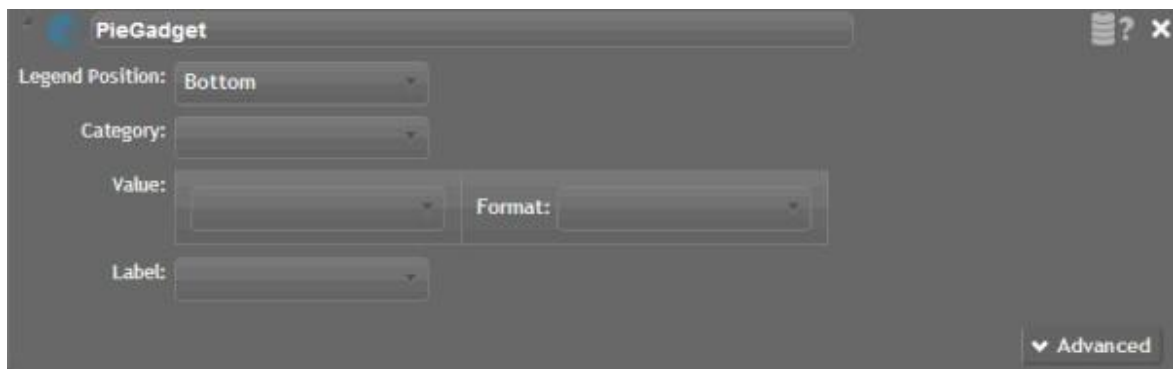 PieGadget ?
Legend Position: Bottom
Category:
Value: Format:
Label:
Advanced